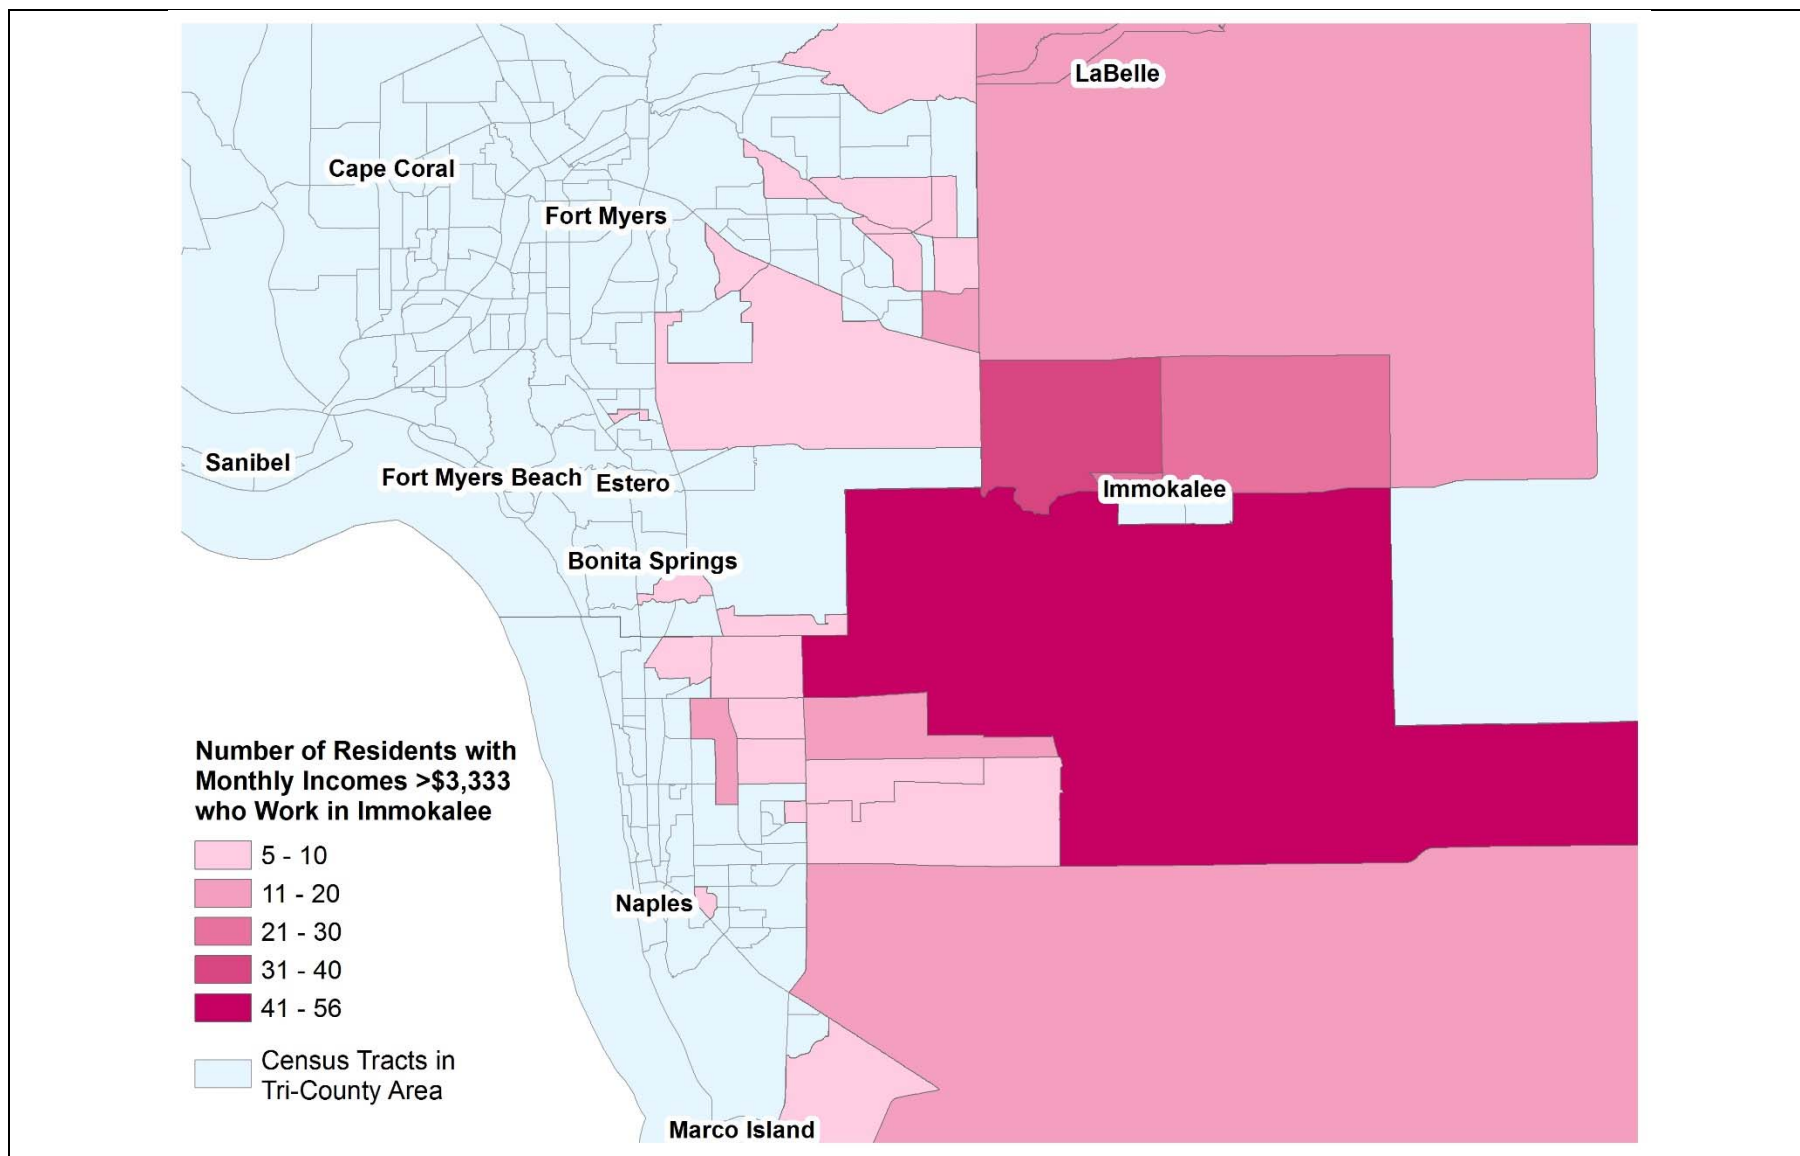 LaBelle
Cape Coral
Fort Myers
Sanibel
Fort Myers Beach
Estero
Immokalee
Bonita Springs
Number of Residents with
Monthly Incomes >$3,333
who Work in Immokalee
5 - 10
11 - 20
21 - 30
31 - 40
41 - 56
Census Tracts in
Tri-County Area
Naples
Marco Island